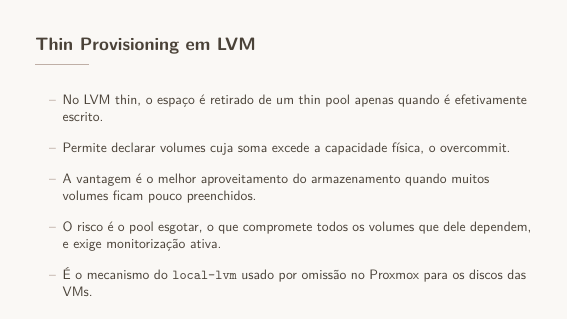 Thin Provisioning em LVM
– No LVM thin, o espaço é retirado de um thin pool apenas quando é efetivamente
escrito.
– Permite declarar volumes cuja soma excede a capacidade física, o overcommit.
– A vantagem é o melhor aproveitamento do armazenamento quando muitos
volumes ficam pouco preenchidos.
– O risco é o pool esgotar, o que compromete todos os volumes que dele dependem,
e exige monitorização ativa.
– É o mecanismo do local-lvm usado por omissão no Proxmox para os discos das
VMs.